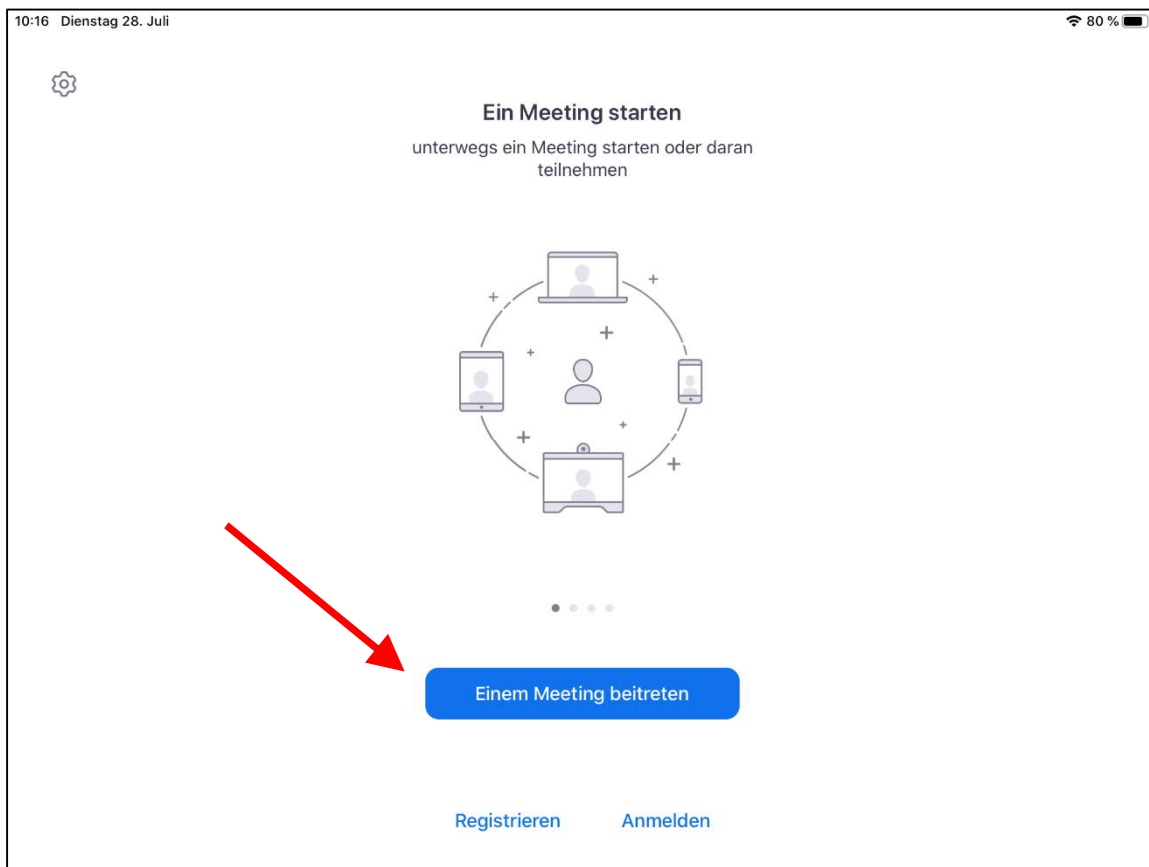 10:16 Dienstag 28. Juli
80 %
Ein Meeting starten
unterwegs ein Meeting starten oder daran
teilnehmen
Einem Meeting beitreten
Registrieren Anmelden